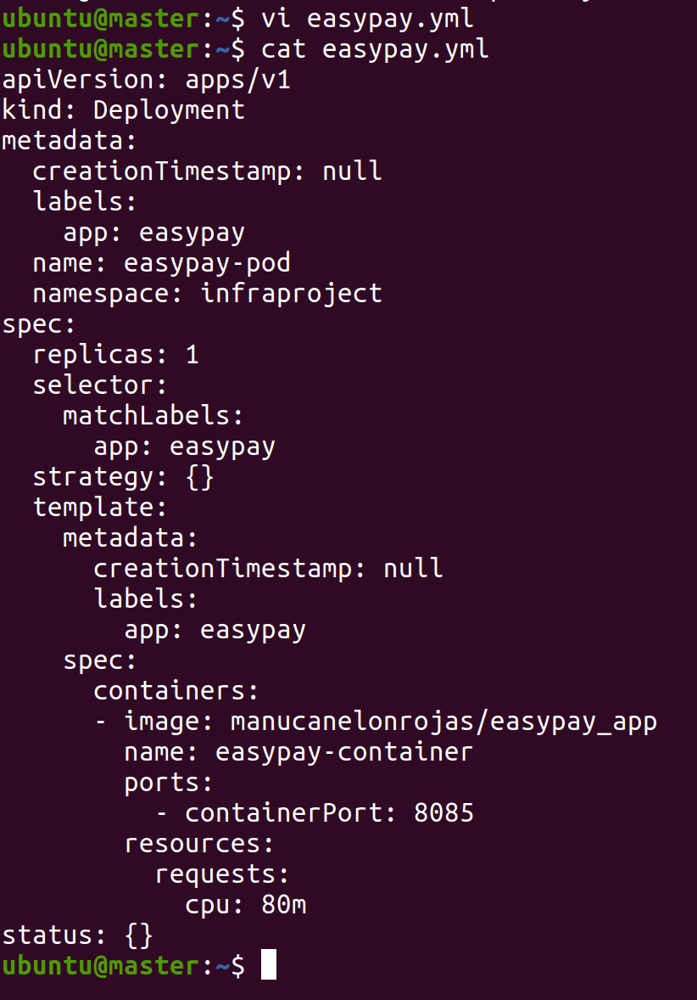 ubuntu@master:~$ vi easypay.yml
ubuntu@master:~$ cat easypay.yml
apiVersion: apps/v1
kind: Deployment
metadata:
  creationTimestamp: null
  labels:
    app: easypay
  name: easypay-pod
  namespace: infraproject
spec:
  replicas: 1
  selector:
    matchLabels:
      app: easypay
  strategy: {}
  template:
    metadata:
      creationTimestamp: null
      labels:
        app: easypay
    spec:
      containers:
      - image: manucanelonrojas/easypay_app
        name: easypay-container
        ports:
          - containerPort: 8085
        resources:
          requests:
            cpu: 80m
status: {}
ubuntu@master:~$